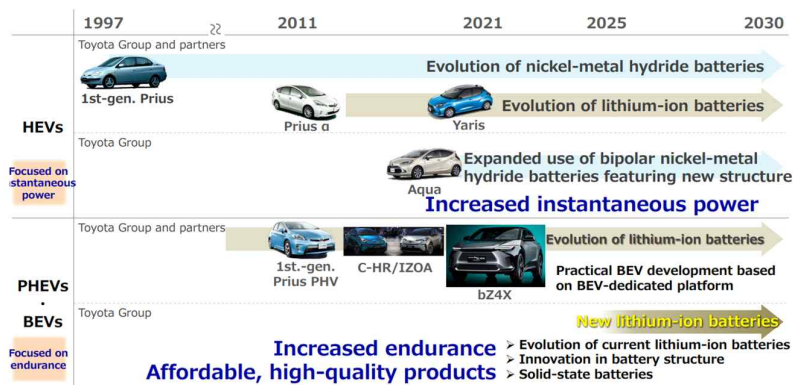 1997 2011 2021 2025 2030
Toyota Group and partners
Evolution of nickel-metal hydride batteries
1st-gen. Prius
Evolution of lithium-ion batteries
Prius α
Yaris
HEVs
Toyota Group
Focused on
instantaneous
power
Expanded use of bipolar nickel-metal
hydride batteries featuring new structure
Aqua
Increased instantaneous power
Toyota Group and partners
Evolution of lithium-ion batteries
1st.-gen.
Prius PHV
C-HR/IZOA
bZ4X
Practical BEV development based
on BEV-dedicated platform
PHEVs
・
BEVs
Toyota Group
New lithium-ion batteries
Focused on
endurance
Increased endurance
Affordable, high-quality products
➢ Evolution of current lithium-ion batteries
➢ Innovation in battery structure
➢ Solid-state batteries